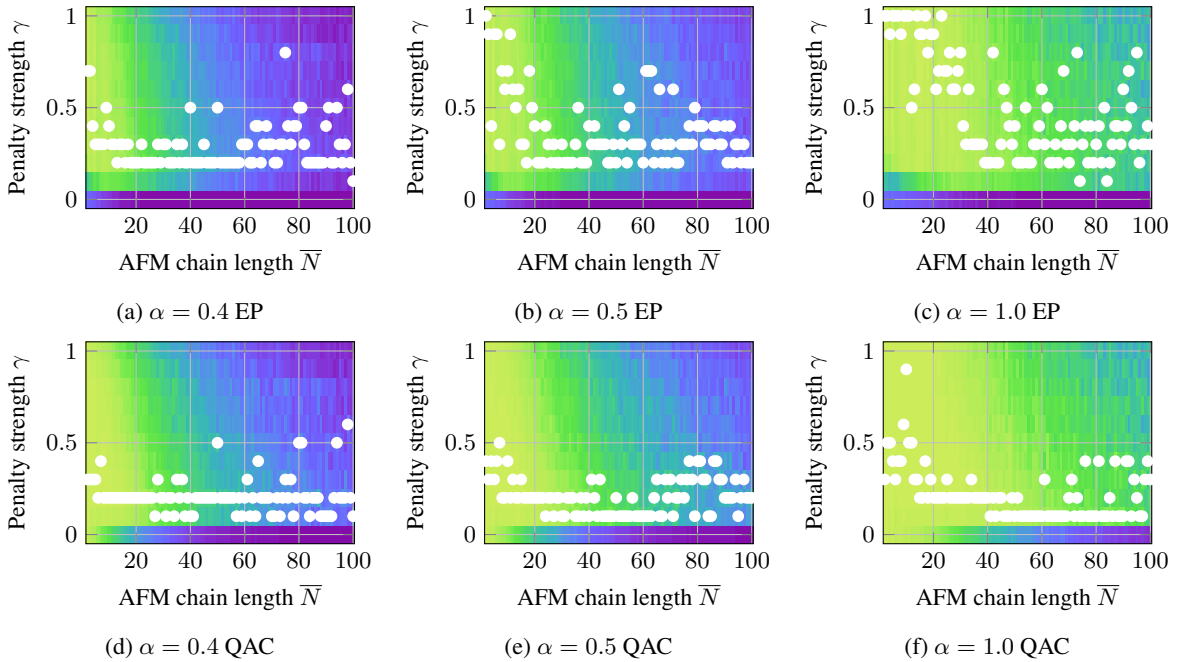 1
0.5
0
Penalty strength γ
20 40 60 80 100
AFM chain length N̅
(a) α = 0.4 EP
1
0.5
0
Penalty strength γ
20 40 60 80 100
AFM chain length N̅
(b) α = 0.5 EP
1
0.5
0
Penalty strength γ
20 40 60 80 100
AFM chain length N̅
(c) α = 1.0 EP
1
0.5
0
Penalty strength γ
20 40 60 80 100
AFM chain length N̅
(d) α = 0.4 QAC
1
0.5
0
Penalty strength γ
20 40 60 80 100
AFM chain length N̅
(e) α = 0.5 QAC
1
0.5
0
Penalty strength γ
20 40 60 80 100
AFM chain length N̅
(f) α = 1.0 QAC